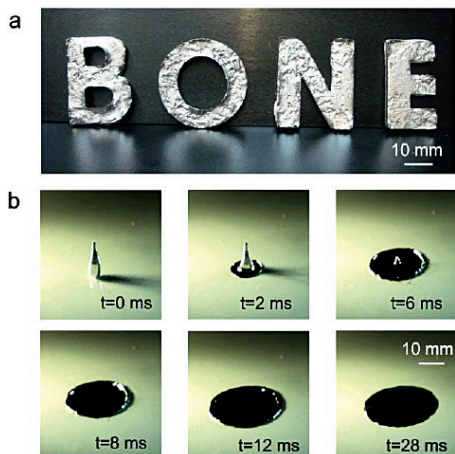 a
BONE
10 mm
b
t=0 ms
t=2 ms
t=6 ms
10 mm
t=8 ms
t=12 ms
t=28 ms